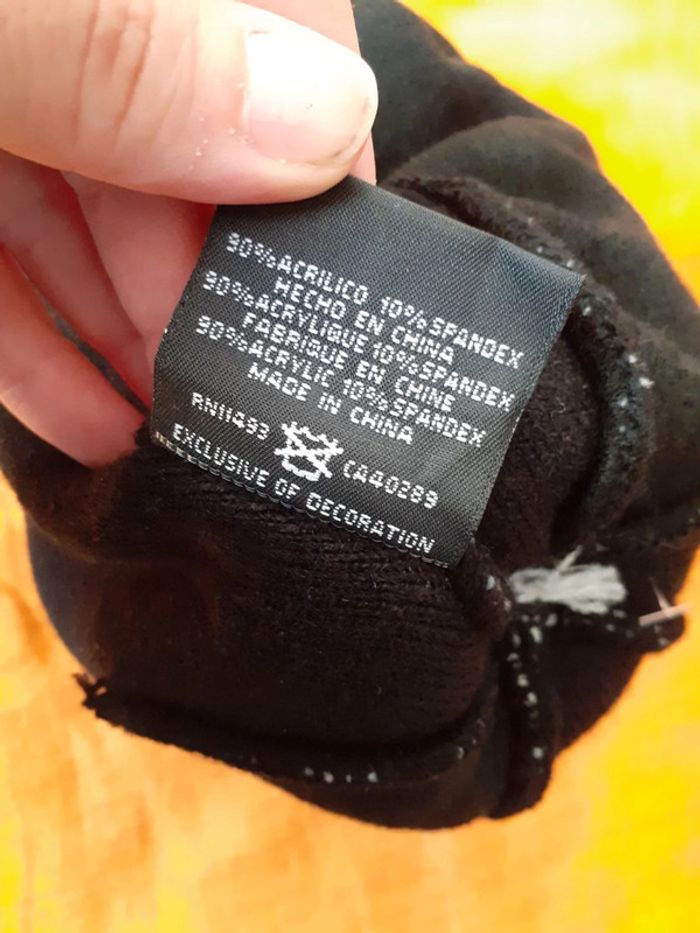 90%ACRILICO 10%SPANDEX
HECHO EN CHINA
90%ACRYLIQUE 10%SPANDEX
FABRIQUE EN CHINE
90%ACRYLIC 10%SPANDEX
MADE IN CHINA
RN11493 CA40289
EXCLUSIVE OF DECORATION